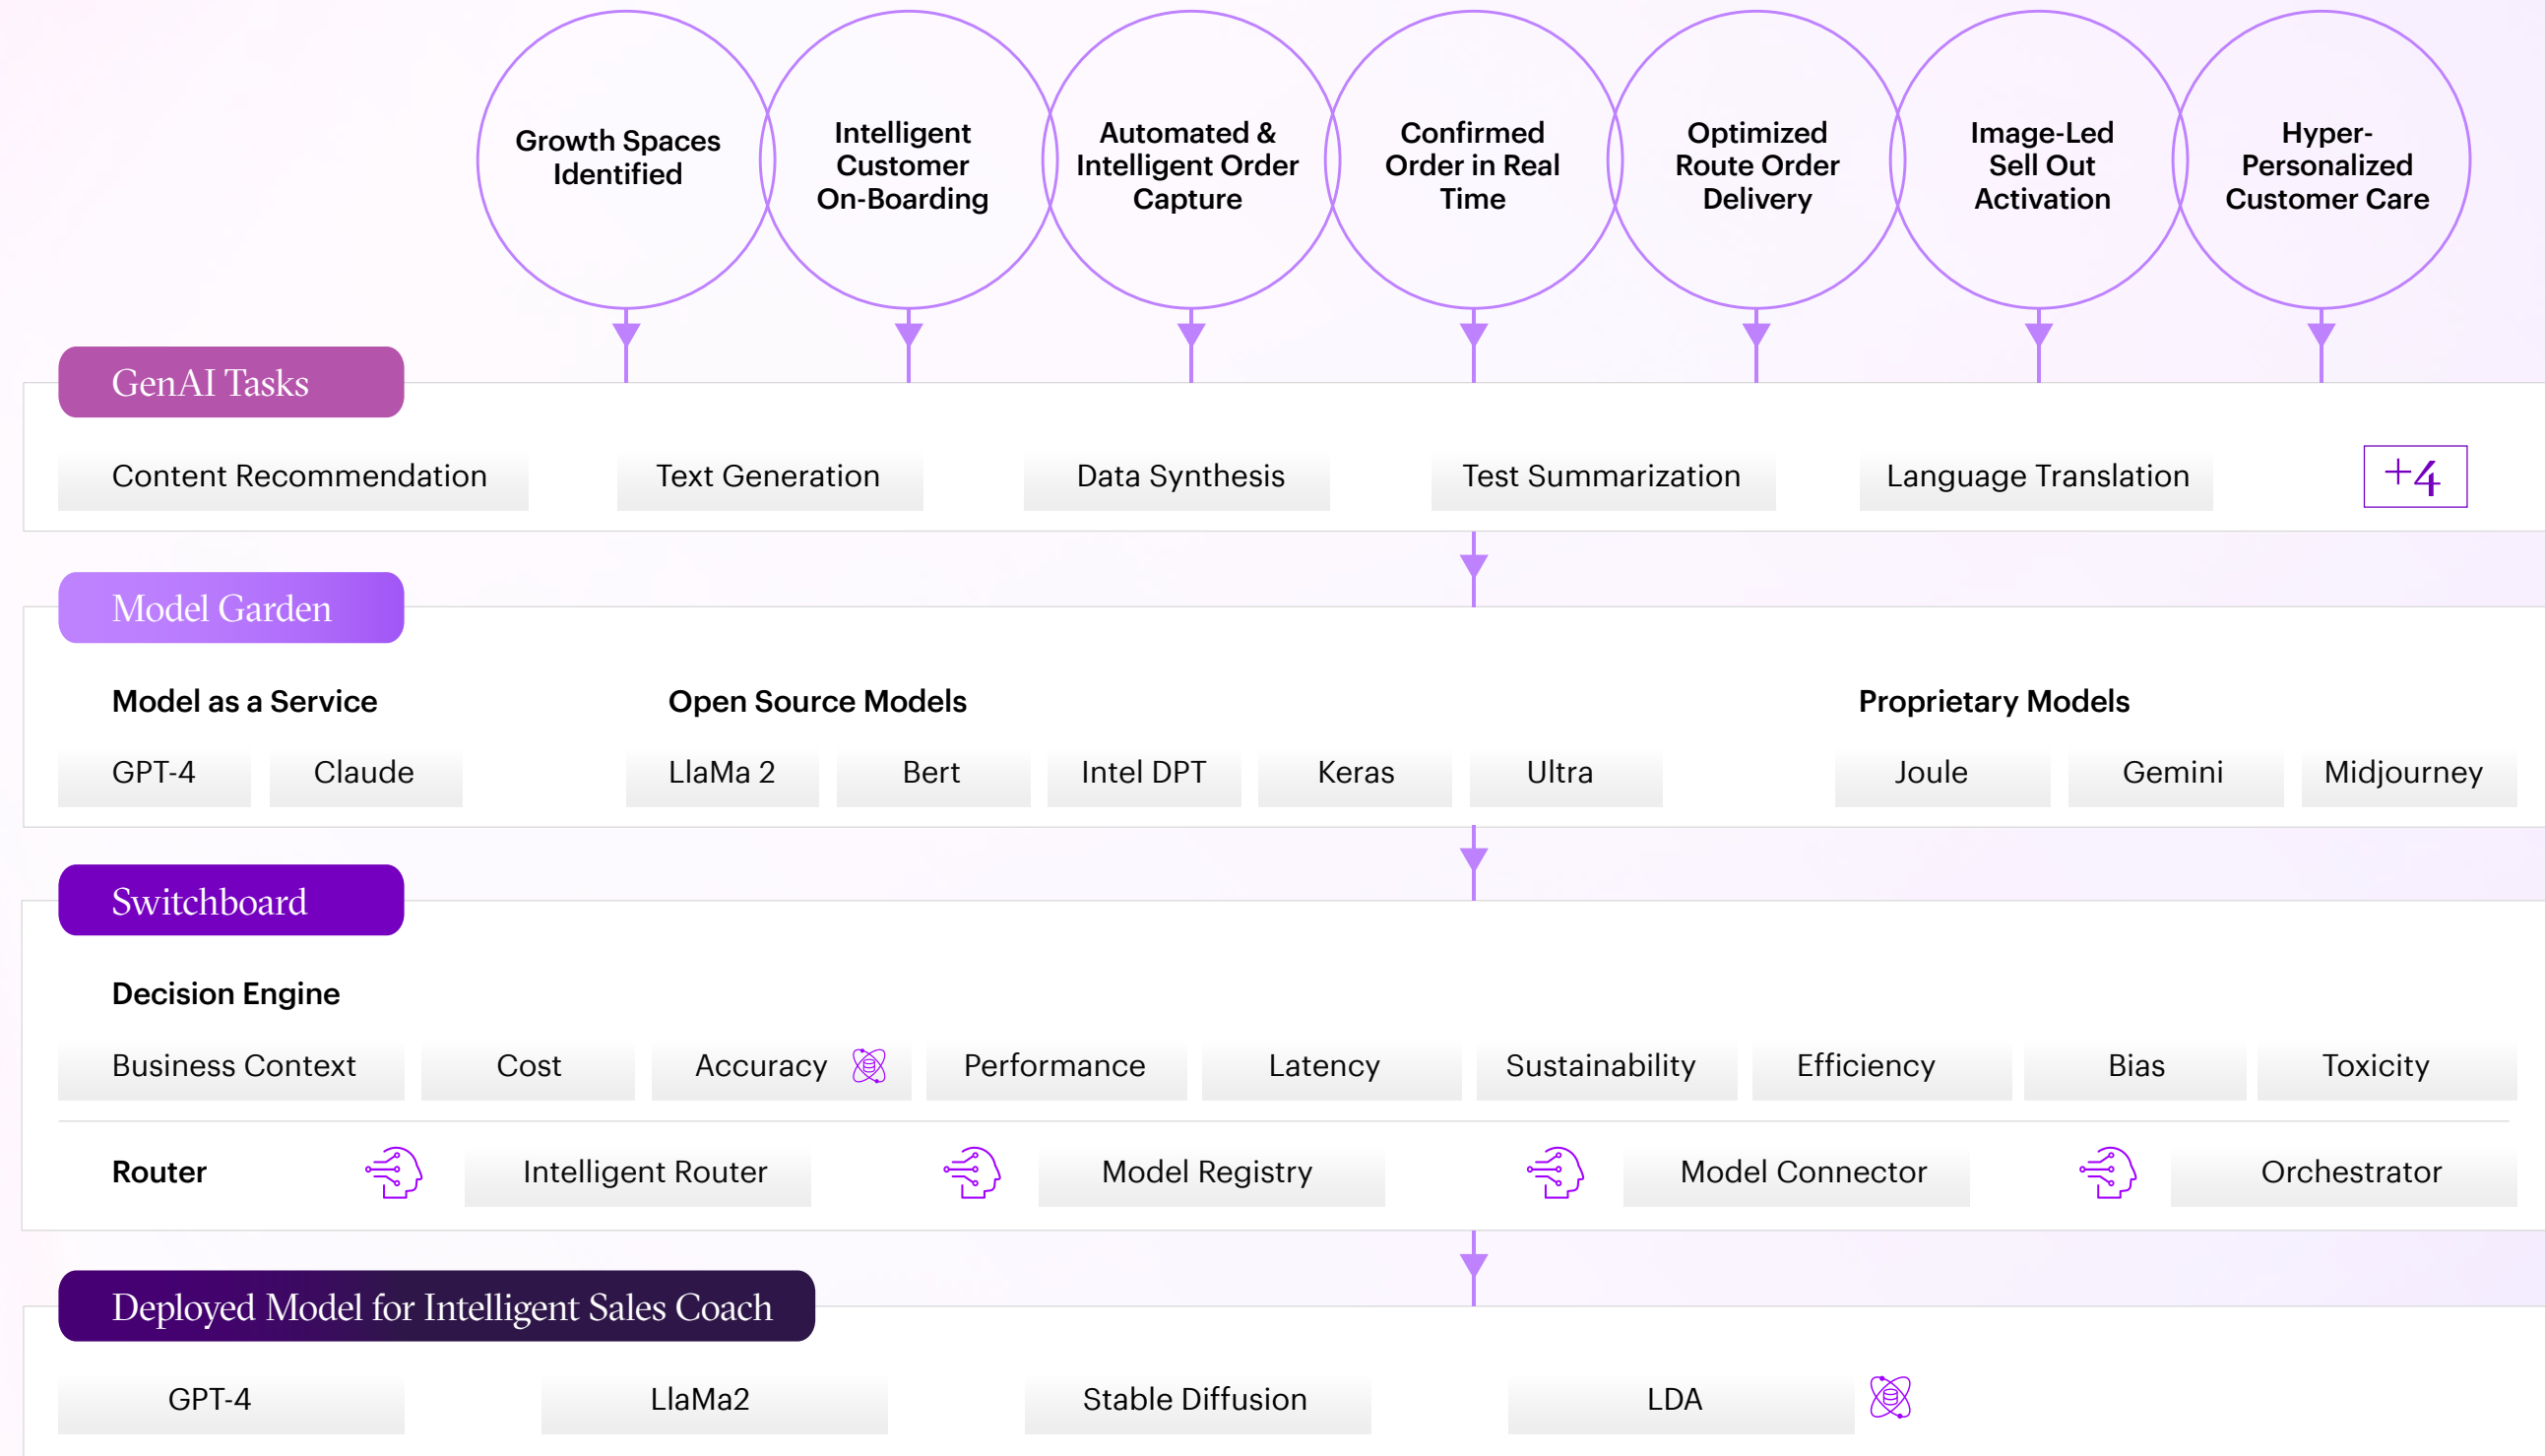 Growth Spaces
Identified
Intelligent
Customer
On-Boarding
Automated &
Intelligent Order
Capture
Confirmed
Order in Real
Time
Optimized
Route Order
Delivery
Image-Led
Sell Out
Activation
Hyper-
Personalized
Customer Care
GenAI Tasks
Content Recommendation
Text Generation
Data Synthesis
Test Summarization
Language Translation
+4
Model Garden
Model as a Service
Open Source Models
Proprietary Models
GPT-4
Claude
LlaMa 2
Bert
Intel DPT
Keras
Ultra
Joule
Gemini
Midjourney
Switchboard
Decision Engine
Business Context
Cost
Accuracy
Performance
Latency
Sustainability
Efficiency
Bias
Toxicity
Router
Intelligent Router
Model Registry
Model Connector
Orchestrator
Deployed Model for Intelligent Sales Coach
GPT-4
LlaMa2
Stable Diffusion
LDA